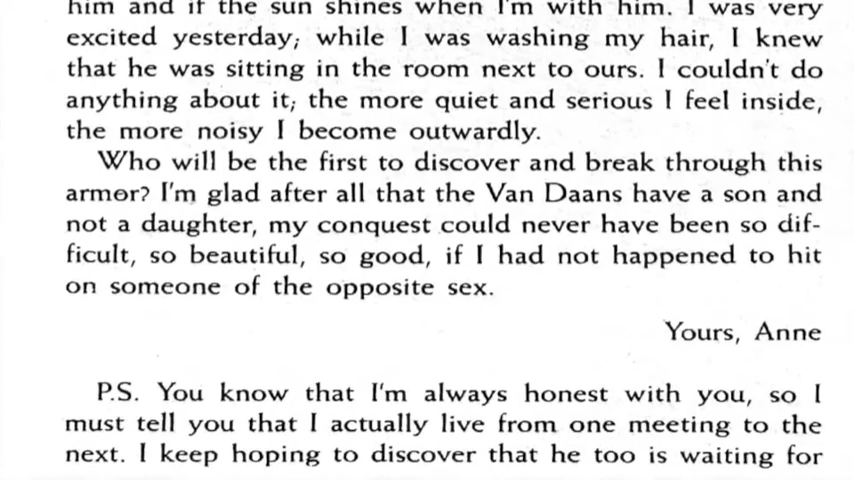 him and if the sun shines when I'm with him. I was very
excited yesterday; while I was washing my hair, I knew
that he was sitting in the room next to ours. I couldn't do
anything about it; the more quiet and serious I feel inside,
the more noisy I become outwardly.
Who will be the first to discover and break through this
armor? I'm glad after all that the Van Daans have a son and
not a daughter, my conquest could never have been so dif-
ficult, so beautiful, so good, if I had not happened to hit
on someone of the opposite sex.
Yours, Anne
P.S. You know that I'm always honest with you, so I
must tell you that I actually live from one meeting to the
next. I keep hoping to discover that he too is waiting for